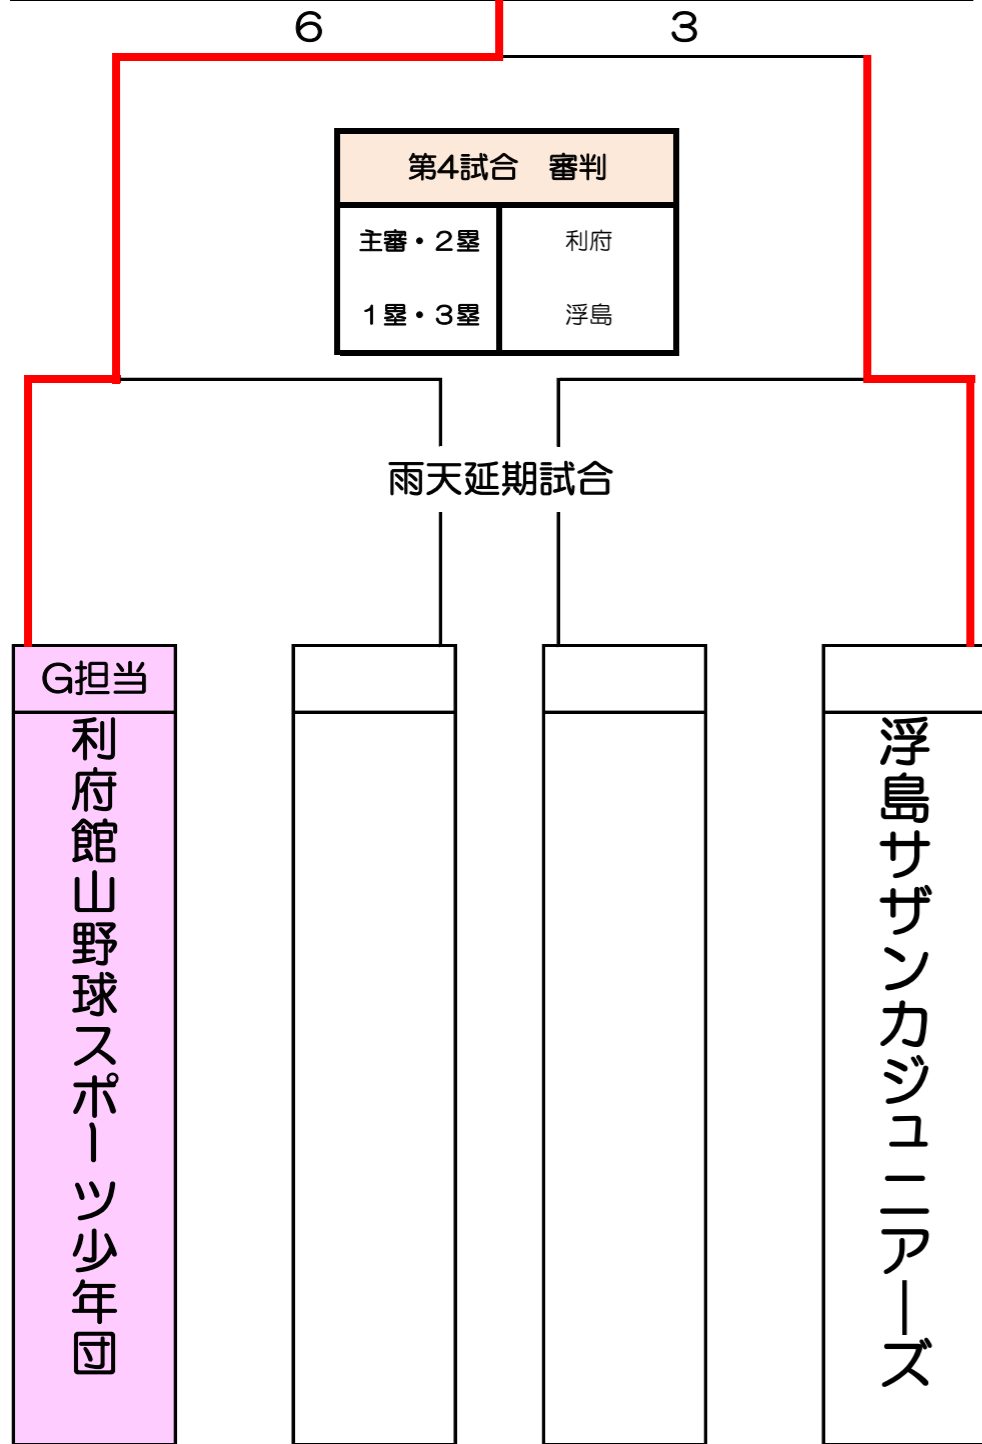 ６
３
第4試合　審判
主審・２塁
利府
１塁・３塁
浮島
雨天延期試合
G担当
利府館山野球スポーツ少年団
浮島サザンカジュニアーズ